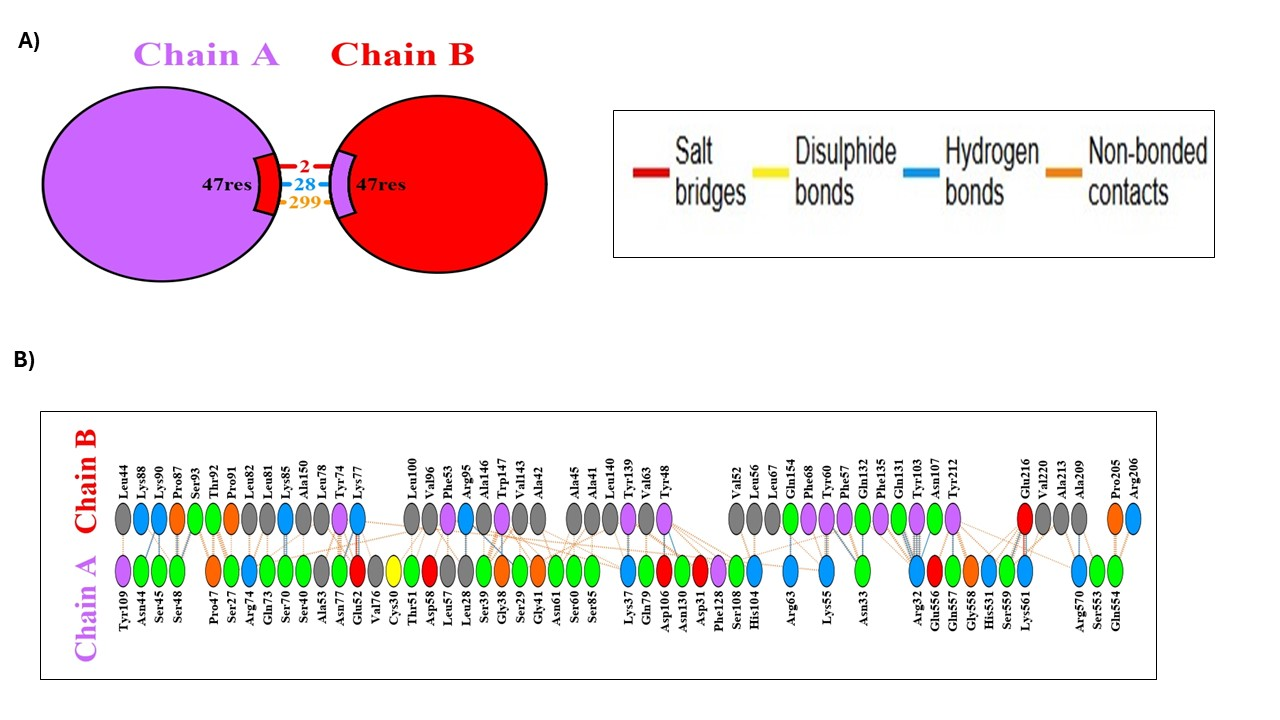 A)
Chain A Chain B
47res 2 28 299 47res
Salt bridges
Disulphide bonds
Hydrogen bonds
Non-bonded contacts
B)
Chain B
Leu44 Lys88 Lys90 Pro87 Ser93 Thr92 Pro91 Leu82 Leu81 Lys85 Ala150 Leu78 Tyr74 Lys77 Leu100 Val96 Phe53 Arg95 Ala146 Trp147 Val143 Ala42 Ala45 Ala41 Leu140 Tyr139 Val63 Tyr48 Val52 Leu56 Leu67 Gln154 Phe68 Tyr60 Phe57 Gln132 Phe135 Gln131 Tyr103 Asn107 Tyr212 Glu216 Val220 Ala213 Ala209 Pro205 Arg206
Chain A
Tyr109 Asn44 Ser45 Ser48 Pro47 Ser27 Arg74 Gln73 Ser70 Ser40 Ala53 Asn77 Glu52 Val76 Cys30 Thr51 Asp58 Leu57 Leu28 Ser39 Gly38 Ser29 Gly41 Asn61 Ser60 Ser85 Lys37 Gln79 Asp106 Asn130 Asp31 Phe128 Ser108 His104 Arg63 Lys55 Asn33 Arg32 Glu556 Gln557 Gly558 His531 Ser559 Lys561 Arg570 Ser553 Gln554